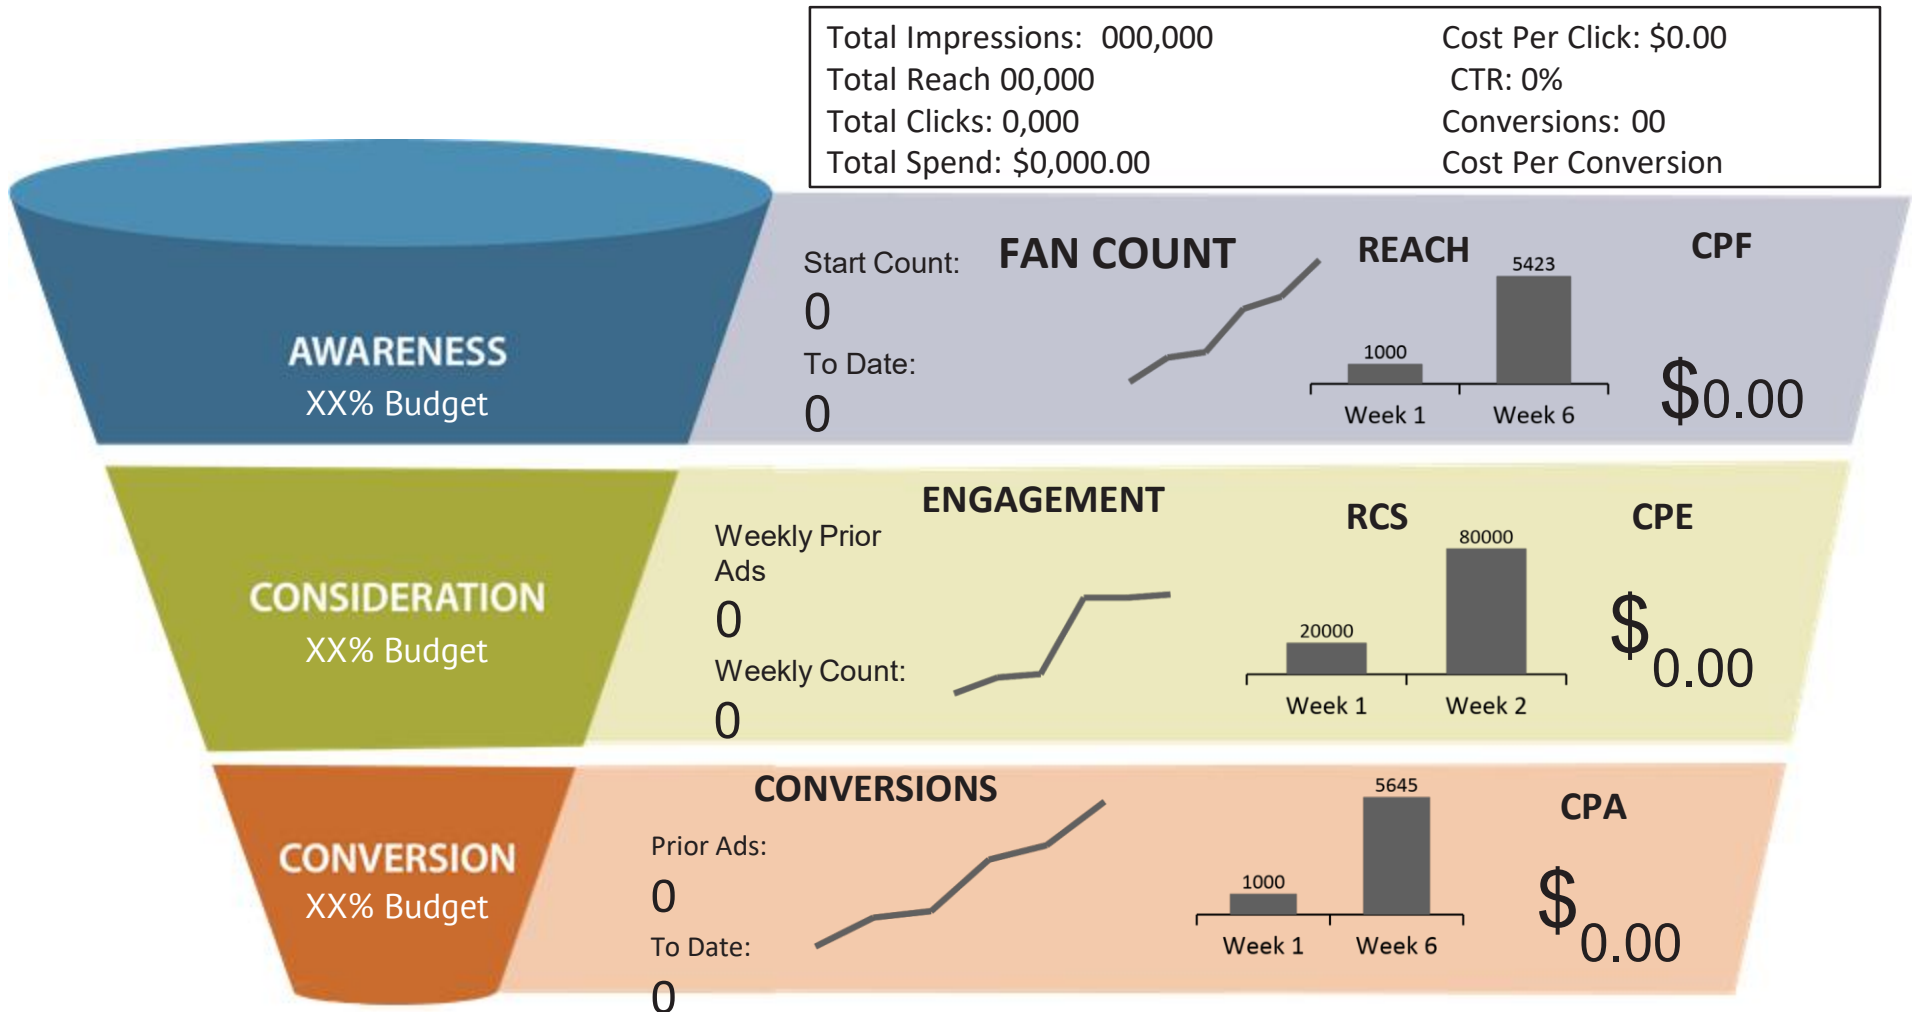 Total Impressions:  000,000
Total Reach 00,000
Total Clicks: 0,000
Total Spend: $0,000.00
Cost Per Click: $0.00
CTR: 0%
Conversions: 00
Cost Per Conversion
AWARENESS
XX% Budget
Start Count:
0
To Date:
0
FAN COUNT
REACH
1000
5423
Week 1
Week 6
CPF
$0.00
CONSIDERATION
XX% Budget
ENGAGEMENT
Weekly Prior
Ads
0
Weekly Count:
0
RCS
20000
80000
Week 1
Week 2
CPE
$0.00
CONVERSION
XX% Budget
CONVERSIONS
Prior Ads:
0
To Date:
0
1000
5645
Week 1
Week 6
CPA
$0.00